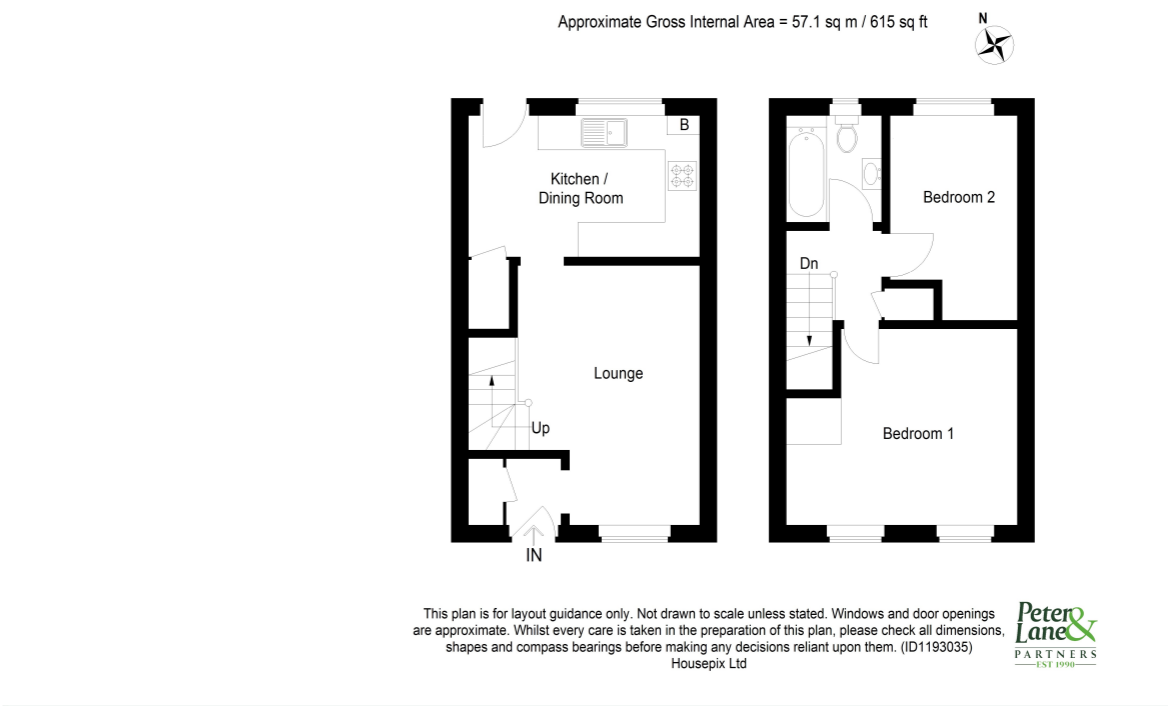 Approximate Gross Internal Area = 57.1 sq m / 615 sq ft
N
B
Kitchen /
Dining Room
Bedroom 2
Dn
Lounge
Up
Bedroom 1
IN
This plan is for layout guidance only. Not drawn to scale unless stated. Windows and door openings
are approximate. Whilst every care is taken in the preparation of this plan, please check all dimensions,
shapes and compass bearings before making any decisions reliant upon them. (ID1193035)
Housepix Ltd
Peter
Lane &
PARTNERS
EST 1990